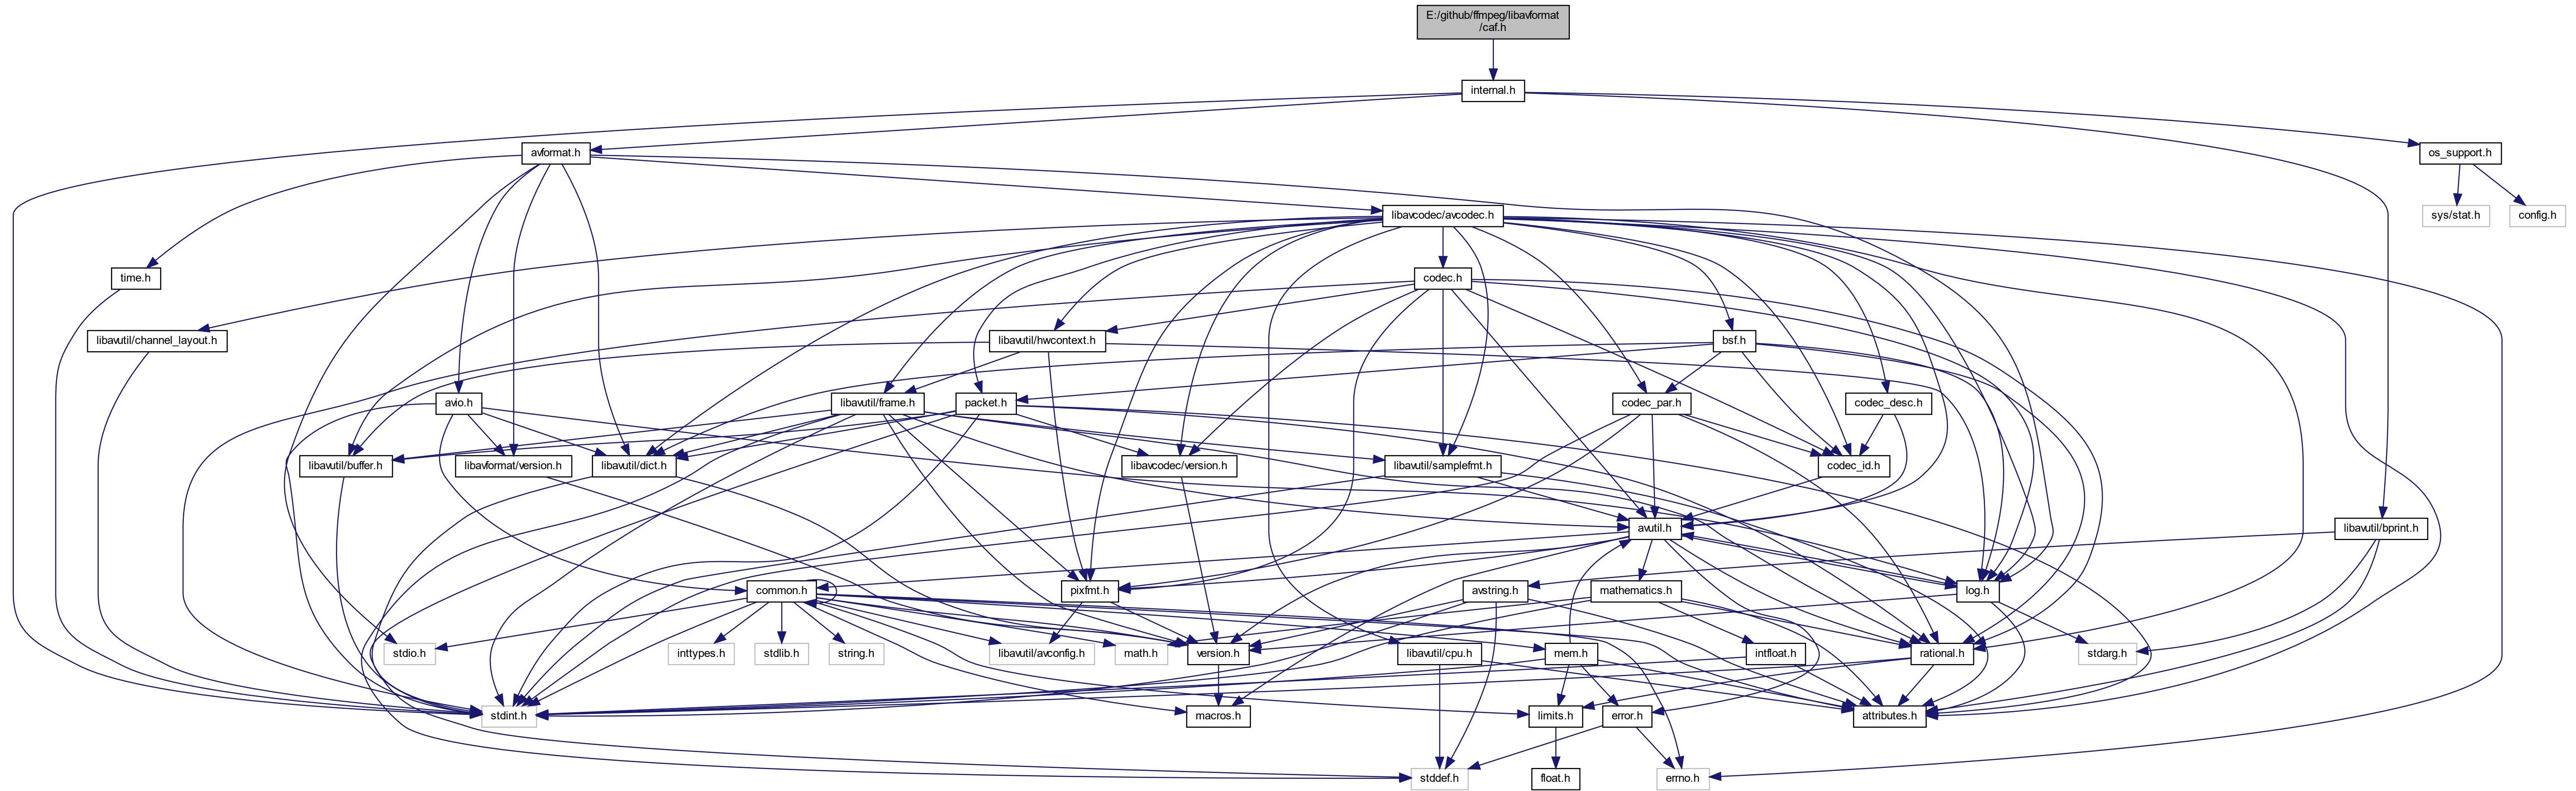 E:/github/ffmpeg/libavformat
/caf.h
internal.h
avformat.h
os_support.h
libavcodec/avcodec.h
sys/stat.h
config.h
time.h
codec.h
libavutil/channel_layout.h
libavutil/hwcontext.h
bsf.h
avio.h
libavutil/frame.h
packet.h
codec_par.h
codec_desc.h
libavutil/buffer.h
libavformat/version.h
libavutil/dict.h
libavcodec/version.h
libavutil/samplefmt.h
codec_id.h
avutil.h
libavutil/bprint.h
common.h
pixfmt.h
avstring.h
mathematics.h
log.h
stdio.h
inttypes.h
stdlib.h
string.h
libavutil/avconfig.h
math.h
version.h
libavutil/cpu.h
mem.h
intfloat.h
rational.h
stdarg.h
stdint.h
macros.h
limits.h
error.h
attributes.h
stddef.h
float.h
errno.h